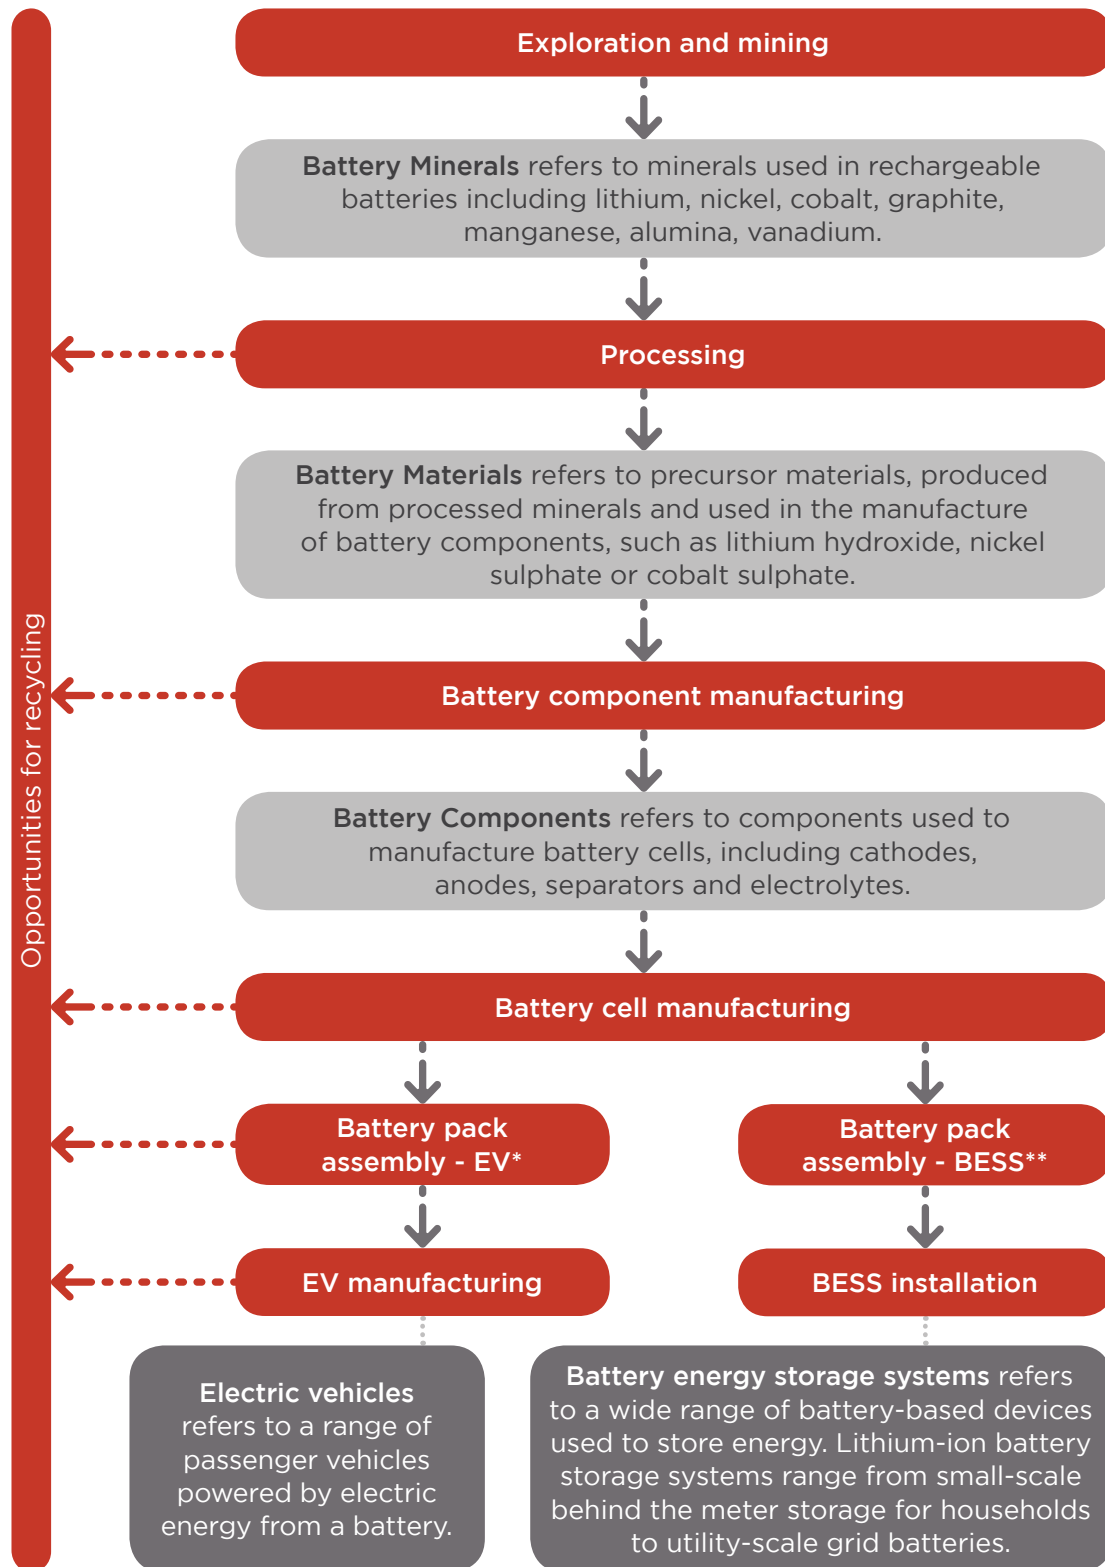 Exploration and mining
Battery Minerals refers to minerals used in rechargeable
batteries including lithium, nickel, cobalt, graphite,
manganese, alumina, vanadium.
Processing
Battery Materials refers to precursor materials, produced
from processed minerals and used in the manufacture
of battery components, such as lithium hydroxide, nickel
sulphate or cobalt sulphate.
Opportunities for recycling
Battery component manufacturing
Battery Components refers to components used to
manufacture battery cells, including cathodes,
anodes, separators and electrolytes.
Battery cell manufacturing
Battery pack
assembly - EV*
Battery pack
assembly - BESS**
EV manufacturing
BESS installation
Electric vehicles
refers to a range of
passenger vehicles
powered by electric
energy from a battery.
Battery energy storage systems refers
to a wide range of battery-based devices
used to store energy. Lithium-ion battery
storage systems range from small-scale
behind the meter storage for households
to utility-scale grid batteries.